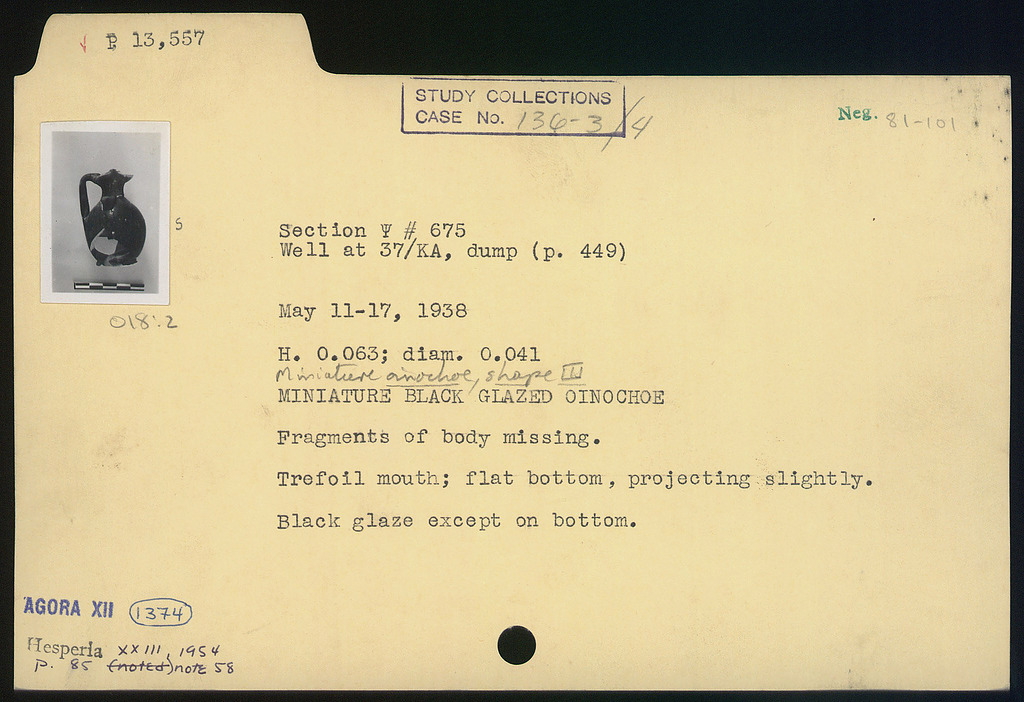 P 13,557
STUDY COLLECTIONS
CASE No. 136-3/4
Neg. 81-101
S
018:2
Section Ψ # 675
Well at 37/KA, dump (p. 449)
May 11-17, 1938
H. 0.063; diam. 0.041
Miniature oinochoe, shape III
MINIATURE BLACK GLAZED OINOCHOE
Fragments of body missing.
Trefoil mouth; flat bottom, projecting slightly.
Black glaze except on bottom.
AGORA XII 1374
Hesperia XXIII, 1954
p. 85 (noted) note 58